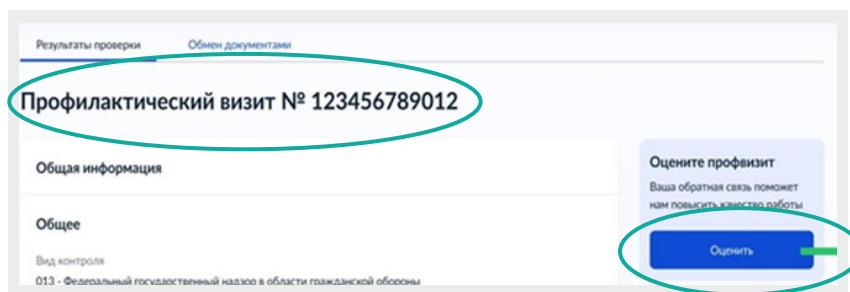 Результаты проверки Обмен документами
Профилактический визит № 123456789012
Общая информация
Общее
Вид контроля
013 - Федеральный государственный надзор в области гражданской обороны
Оцените профвизит
Ваша обратная связь поможет
нам повысить качество работы
Оценить